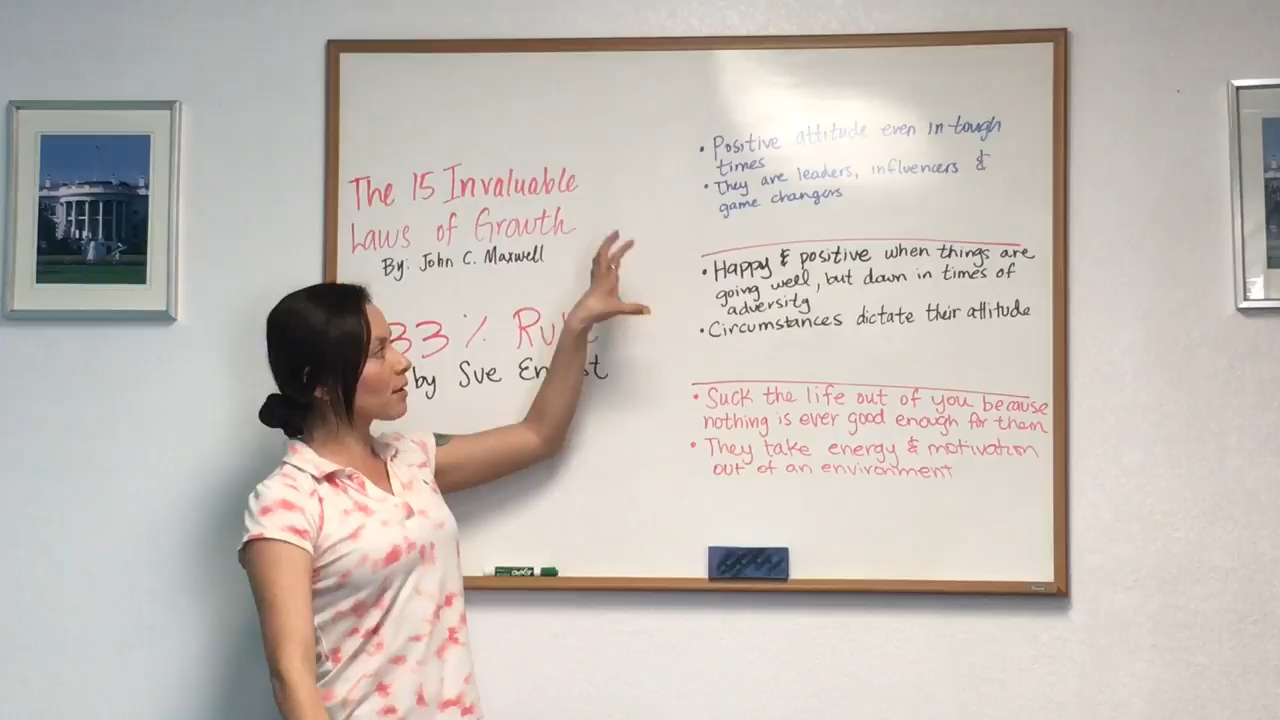 The 15 Invaluable
Laws of Growth
By: John C. Maxwell
33 %
by Sue
• Positive attitude even in tough
times
• They are leaders, influencers &
game changers
• Happy & positive when things are
going well, but down in times of
adversity
• Circumstances dictate their attitude
• Suck the life out of you because
nothing is ever good enough for them
• They take energy & motivation
out of an environment